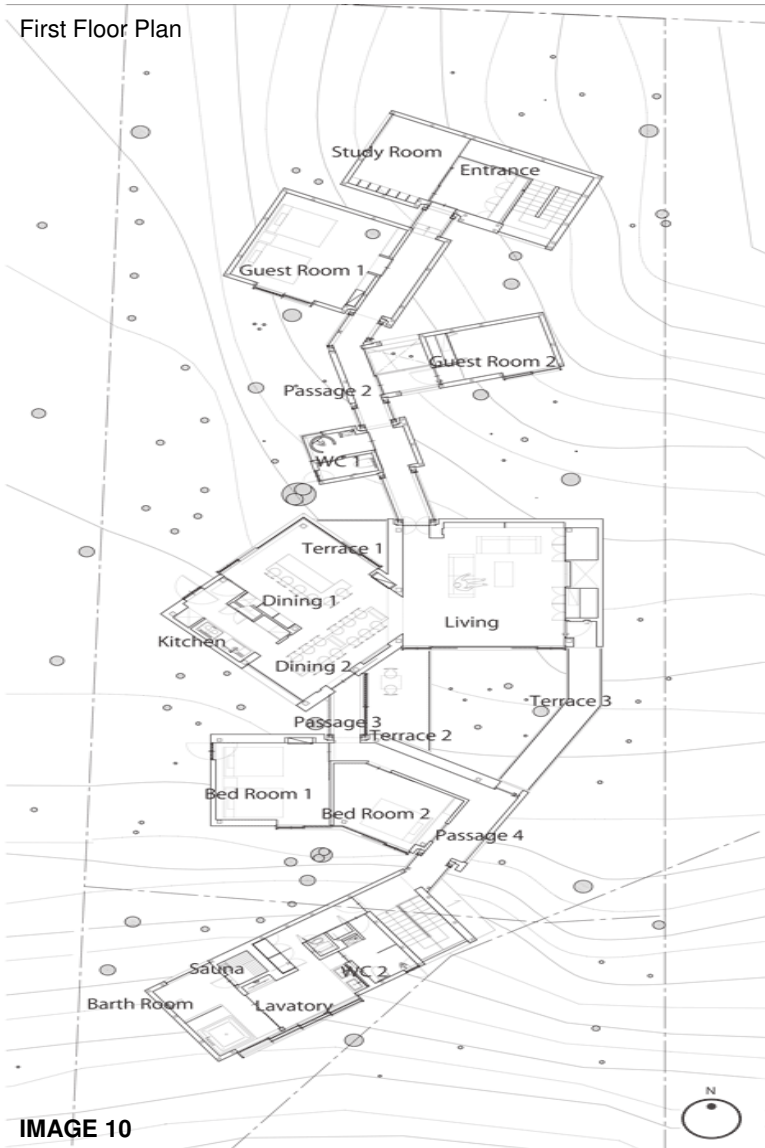 First Floor Plan
Study Room
Entrance
Guest Room 1
Guest Room 2
Passage 2
WC 1
Terrace 1
Dining 1
Living
Kitchen
Dining 2
Terrace 3
Passage 3
Terrace 2
Bed Room 1
Bed Room 2
Passage 4
Sauna
WC 2
Barth Room
Lavatory
N
IMAGE 10